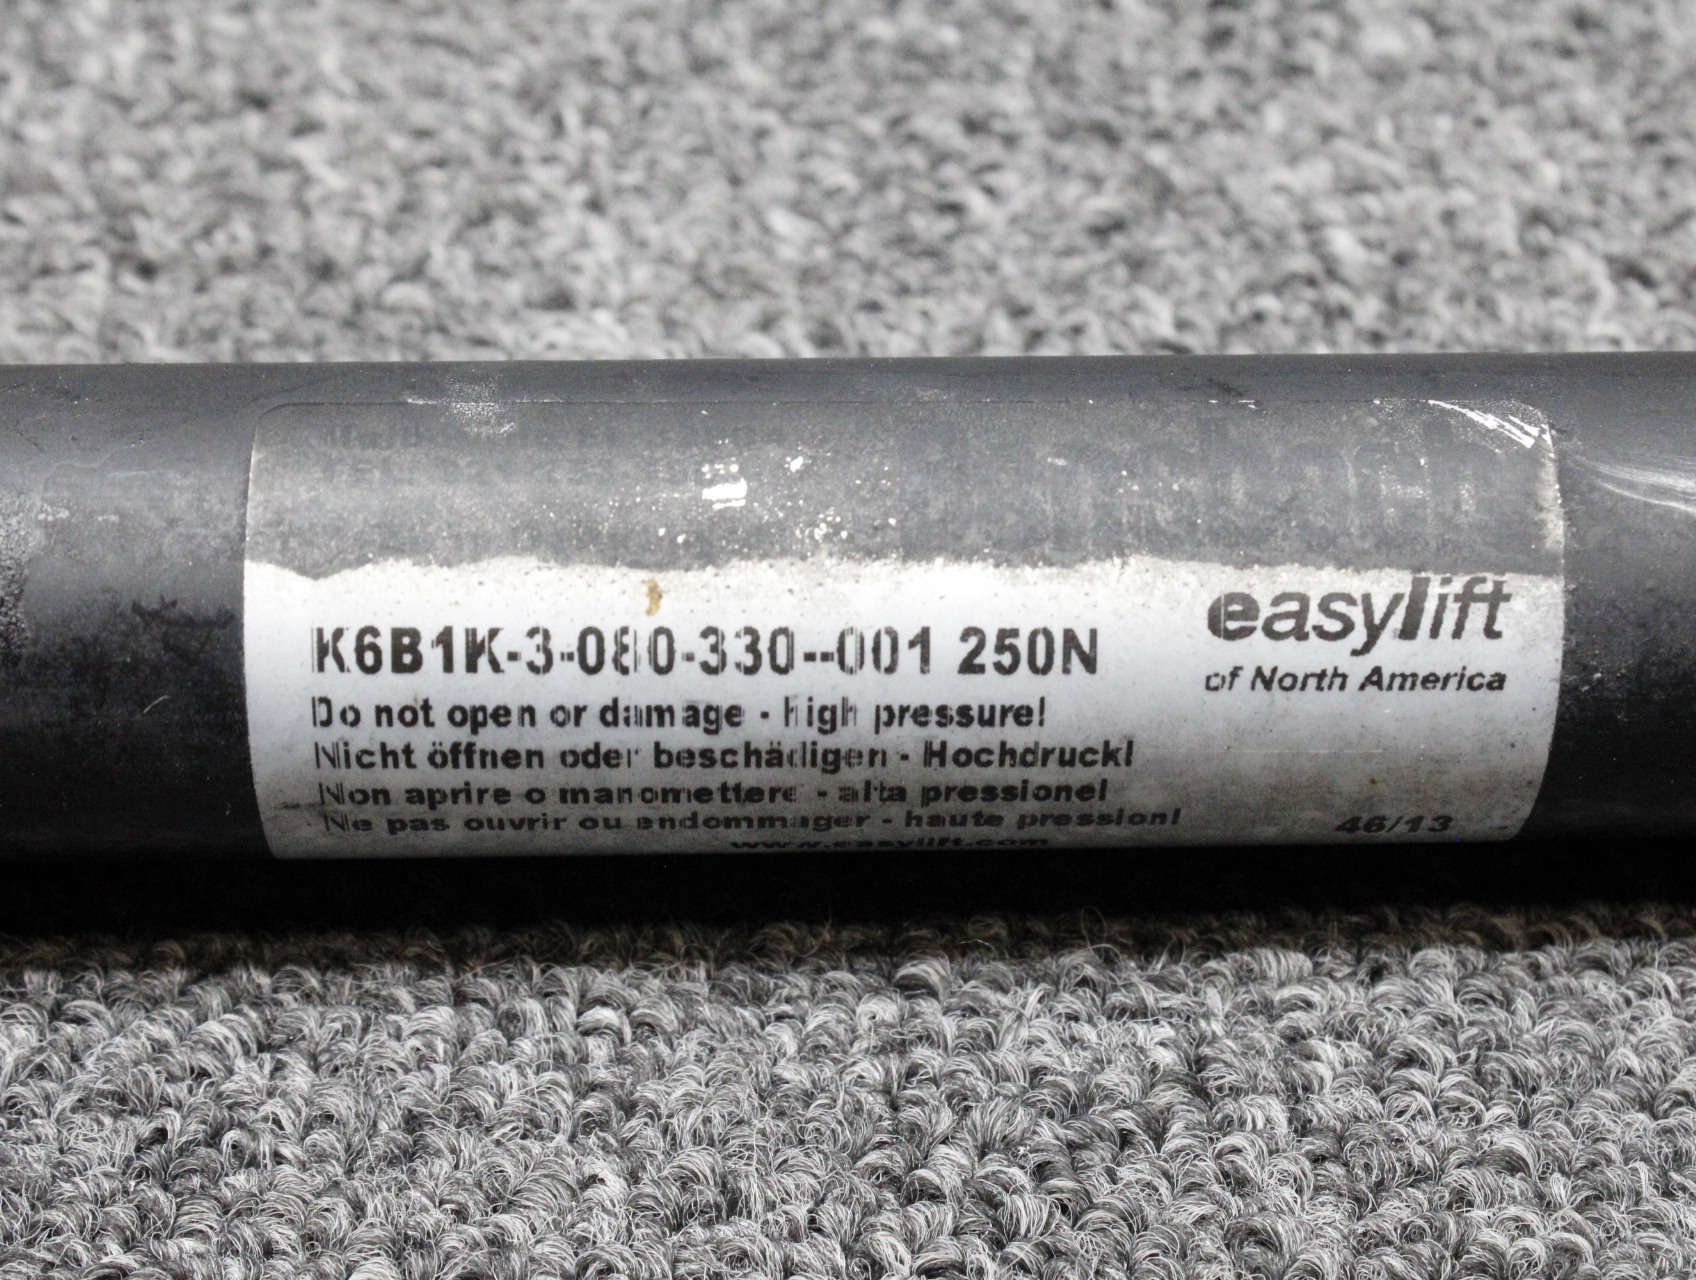 easylift
K6B1K-3-080-330--001 250N
of North America
Do not open or damage - high pressure!
Nicht öffnen oder beschädigen - Hochdruck!
Non aprire o manomettere - alta pressione!
Ne pas ouvrir ou endommager - haute pression!
46/13
www.easylift.com